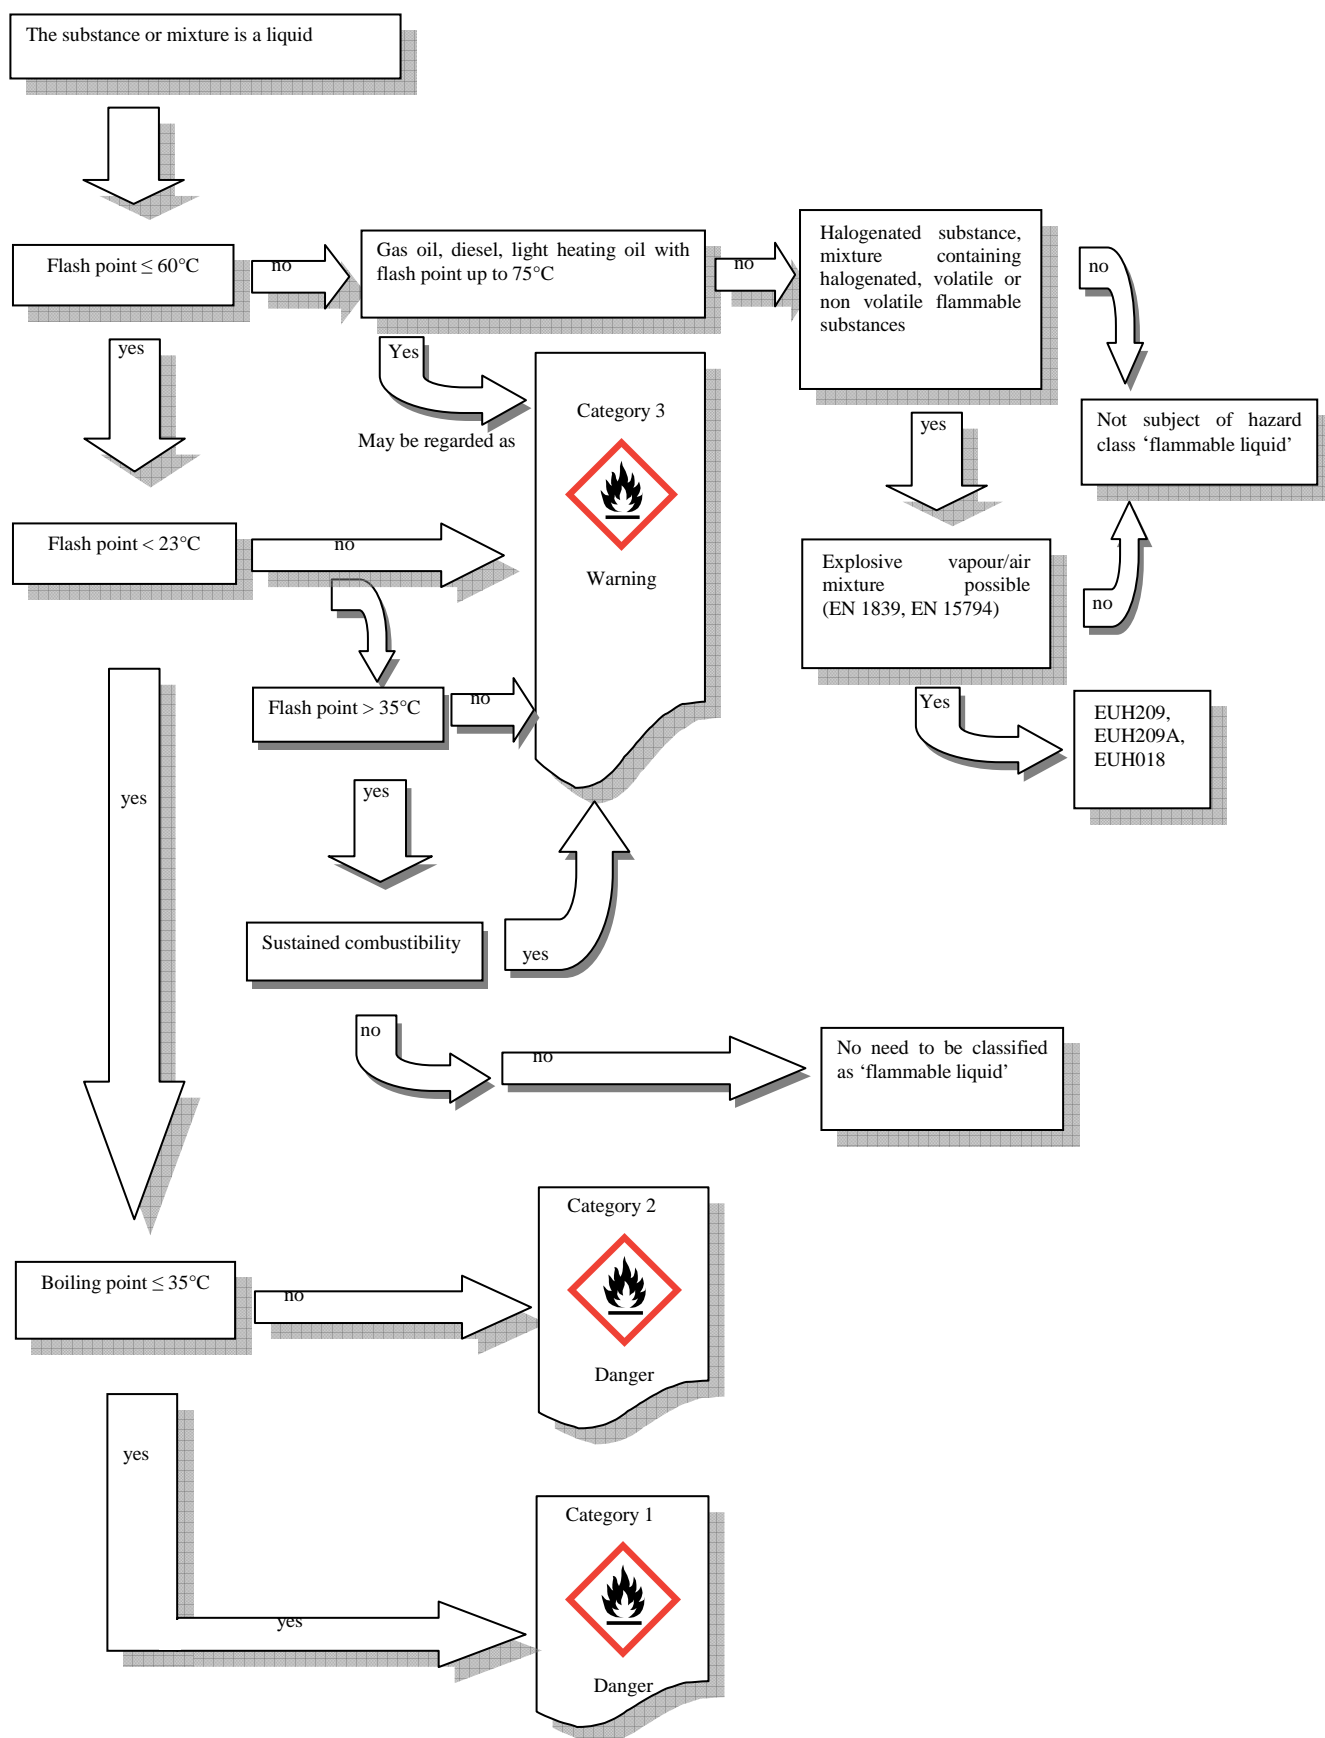 The substance or mixture is a liquid
Flash point ≤ 60°C
no
Gas oil, diesel, light heating oil with
flash point up to 75°C
no
Halogenated substance,
mixture containing
halogenated, volatile or
non volatile flammable
substances
no
yes
Yes
May be regarded as
Category 3
Warning
yes
Not subject of hazard
class ‘flammable liquid’
Flash point < 23°C
no
Explosive vapour/air
mixture possible
(EN 1839, EN 15794)
no
Flash point > 35°C
no
Yes
EUH209,
EUH209A,
EUH018
yes
yes
Sustained combustibility
yes
no
no
No need to be classified
as ‘flammable liquid’
Category 2
Danger
Boiling point ≤ 35°C
no
yes
yes
Category 1
Danger